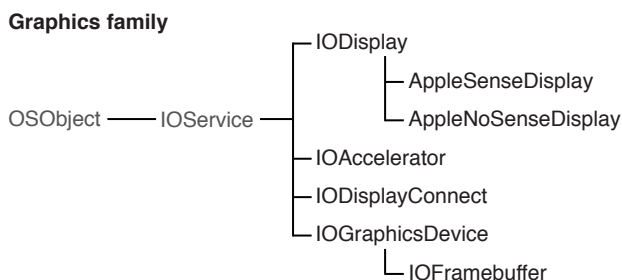 Graphics family
IODisplay
AppleSenseDisplay
AppleNoSenseDisplay
OSObject IOService
IOAccelerator
IODisplayConnect
IOGraphicsDevice
IOFramebuffer